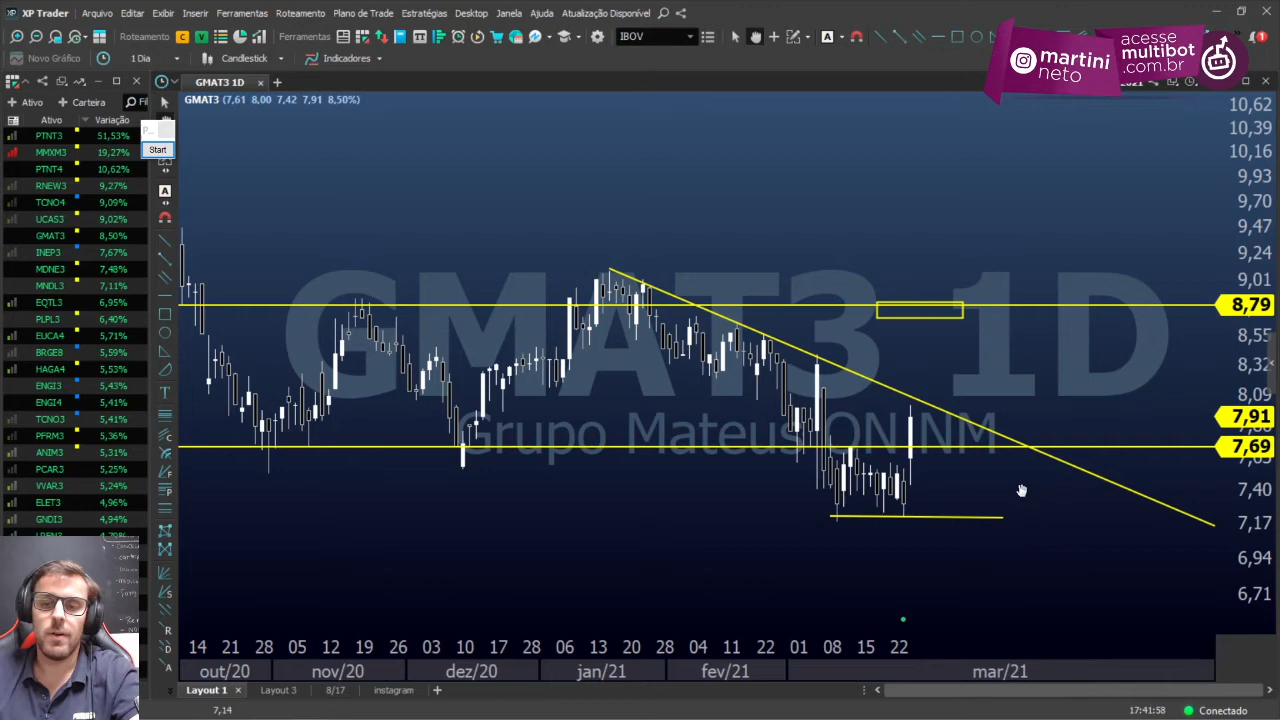 XP Trader Arquivo Editar Exibir Inserir Ferramentas Roteamento Plano de Trade Estratégias Desktop Janela Ajuda Atualização Disponível
Roteamento C V Ferramentas IBOV A
Novo Gráfico 1 Dia Candlestick Indicadores
martini
neto
acesse
multibot
.com.br
1
GMAT3 1D
Ativo Carteira Fil
GMAT3 (7,61 8,00 7,42 7,91 8,50%)
Ativo Variação
PTNT3 51,53%
MMXM3 19,27%
PTNT4 10,62%
RNEW3 9,27%
TCNO4 9,09%
UCAS3 9,02%
GMAT3 8,50%
INEP3 7,67%
MDNE3 7,48%
MNDL3 7,11%
EQTL3 6,95%
PLPL3 6,40%
EUCA4 5,71%
BRGE8 5,59%
HAGA4 5,53%
ENGI3 5,43%
ENGI4 5,41%
TCNO3 5,41%
PFRM3 5,36%
ANIM3 5,31%
PCAR3 5,25%
VVAR3 5,24%
ELET3 4,96%
GNDI3 4,94%
P...
Start
A
T
GMAT3 1D
Grupo Mateus ON NM
10,62
10,39
10,16
9,93
9,70
9,47
9,24
9,01
8,79
8,55
8,32
8,09
7,91
7,69
7,40
7,17
6,94
6,71
14 21 28 05 12 19 26 03 10 17 28 06 13 20 28 04 11 22 01 08 15 22
out/20 nov/20 dez/20 jan/21 fev/21 mar/21
Layout 1 Layout 3 8/17 instagram
7,14 17:41:58 Conectado